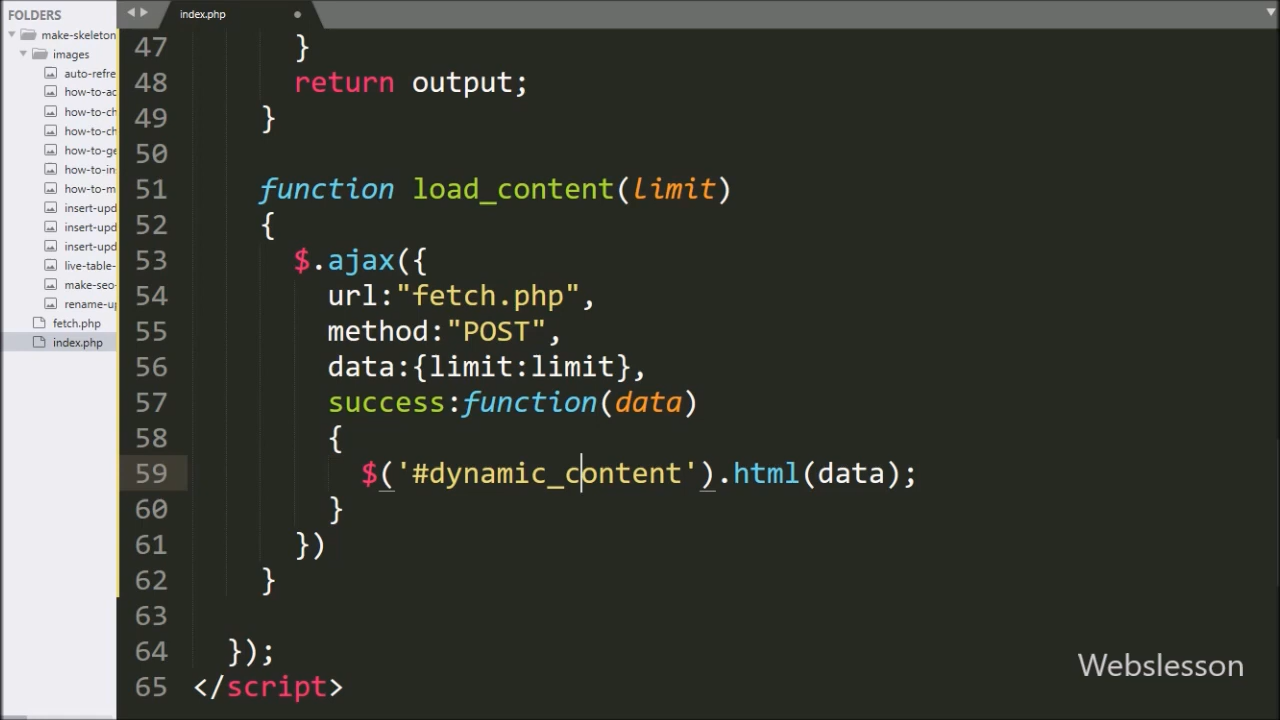 FOLDERS
make-skeleton
images
auto-refre
how-to-ac
how-to-ch
how-to-ch
how-to-ge
how-to-in
how-to-m
insert-upd
insert-upd
insert-upd
live-table-
make-seo-
rename-up
fetch.php
index.php
index.php
47 }
48 return output;
49 }
50
51 function load_content(limit)
52 {
53 $.ajax({
54 url:"fetch.php",
55 method:"POST",
56 data:{limit:limit},
57 success:function(data)
58 {
59 $('#dynamic_content').html(data);
60 }
61 })
62 }
63
64 });
65 </script>
Webslesson